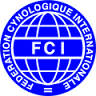 FEDERATION CYNOLOGIQUE INTERNATIONALE
FCI